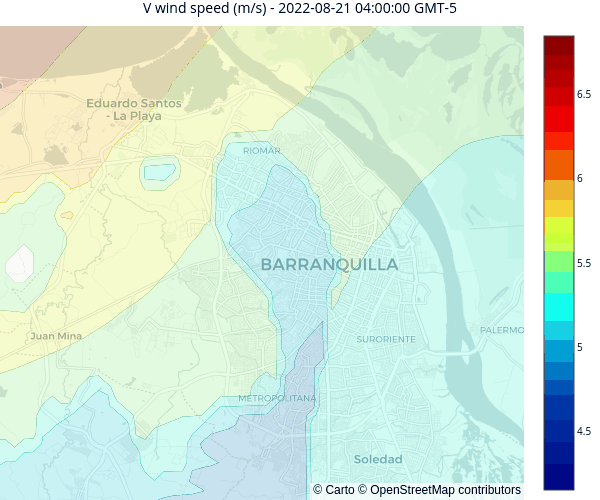 V wind speed (m/s) - 2022-08-21 04:00:00 GMT-5
6.5
Eduardo Santos
- La Playa
RIOMAR
6
BARRANQUILLA
5.5
Juan Mina
SURORIENTE
PALERMO
5
METROPOLITANA
4.5
Soledad
© Carto © OpenStreetMap contributors